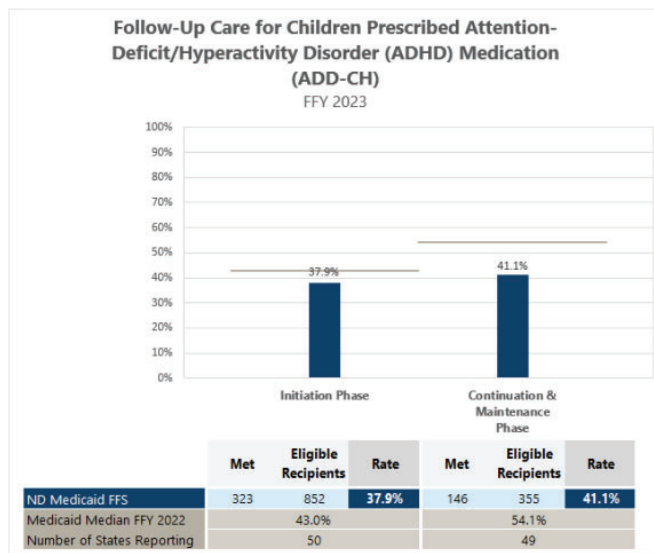 Follow-Up Care for Children Prescribed Attention-
Deficit/Hyperactivity Disorder (ADHD) Medication
(ADD-CH)
FFY 2023
100%
90%
80%
70%
60%
50%
40%
30%
20%
10%
0%
37.9%
41.1%
Initiation Phase
Continuation &
Maintenance
Phase
Met Eligible Recipients Rate Met Eligible Recipients Rate
ND Medicaid FFS 323 852 37.9% 146 355 41.1%
Medicaid Median FFY 2022 43.0% 54.1%
Number of States Reporting 50 49